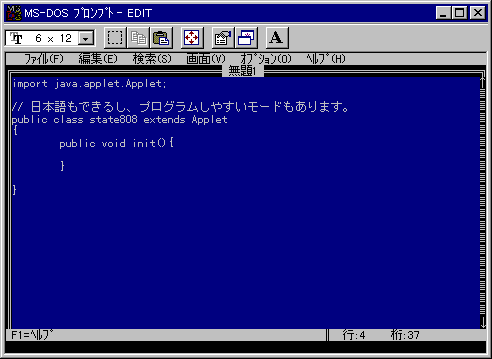 MS-DOS ﾌﾟﾛﾝﾌﾟﾄ - EDIT
6 x 12
A
ﾌｧｲﾙ(F) 編集(E) 検索(S) 画面(V) ｵﾌﾟｼｮﾝ(O) ﾍﾙﾌﾟ(H)
無題1
import java.applet.Applet;
// 日本語もできるし、プログラムしやすいモードもあります。
public class state808 extends Applet
{
public void init() {
}
}
F1=ﾍﾙﾌﾟ 行:4 桁:37